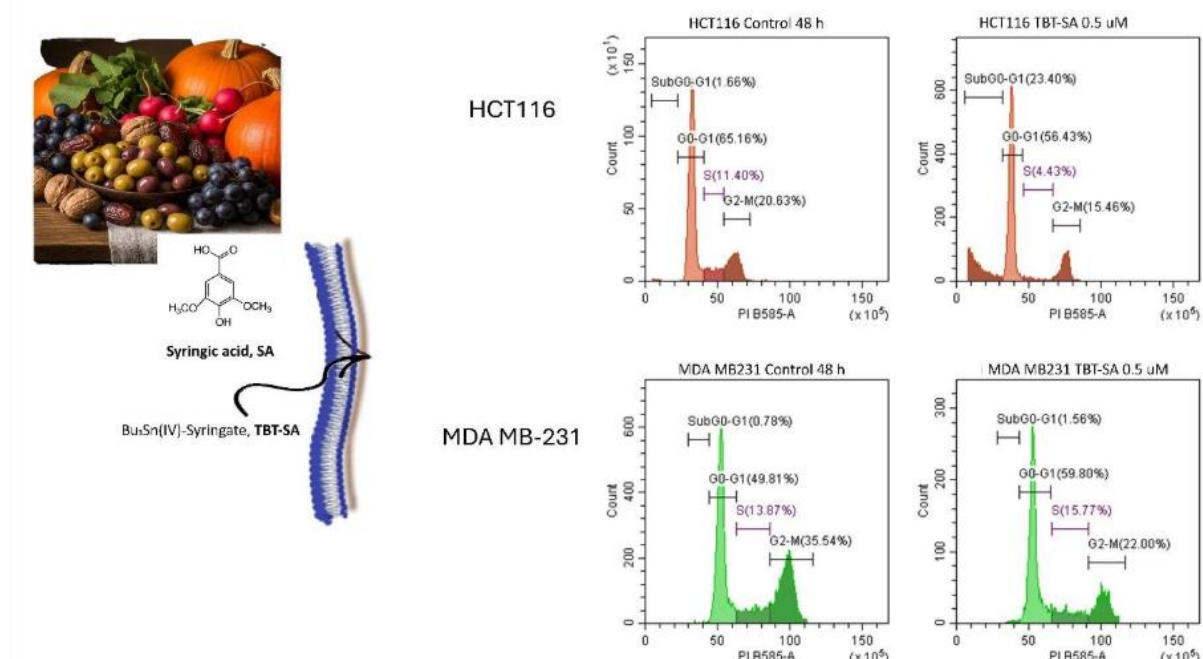 HCT116
MDA MB-231
HO
O
H₃CO
OCH₃
OH
Syringic acid, SA
Bu₃Sn(IV)-Syringate, TBT-SA
HCT116 Control 48 h
(x 10¹)
150
100
50
0
Count
SubG0-G1(1.66%)
G0-G1(65.16%)
S(11.40%)
G2-M(20.63%)
0 50 100 150
PI B585-A
(x 10⁵)
HCT116 TBT-SA 0.5 uM
600
400
200
0
Count
SubG0-G1(23.40%)
G0-G1(56.43%)
S(4.43%)
G2-M(15.46%)
0 50 100 150
PI B585-A
(x 10⁵)
MDA MB231 Control 48 h
600
400
200
0
Count
SubG0-G1(0.78%)
G0-G1(49.81%)
S(13.87%)
G2-M(35.54%)
0 50 100 150
PI B585-A
(x 10⁵)
MDA MB231 TBT-SA 0.5 uM
300
200
100
0
Count
SubG0-G1(1.56%)
G0-G1(59.80%)
S(15.77%)
G2-M(22.00%)
0 50 100 150
PI B585-A
(x 10⁵)